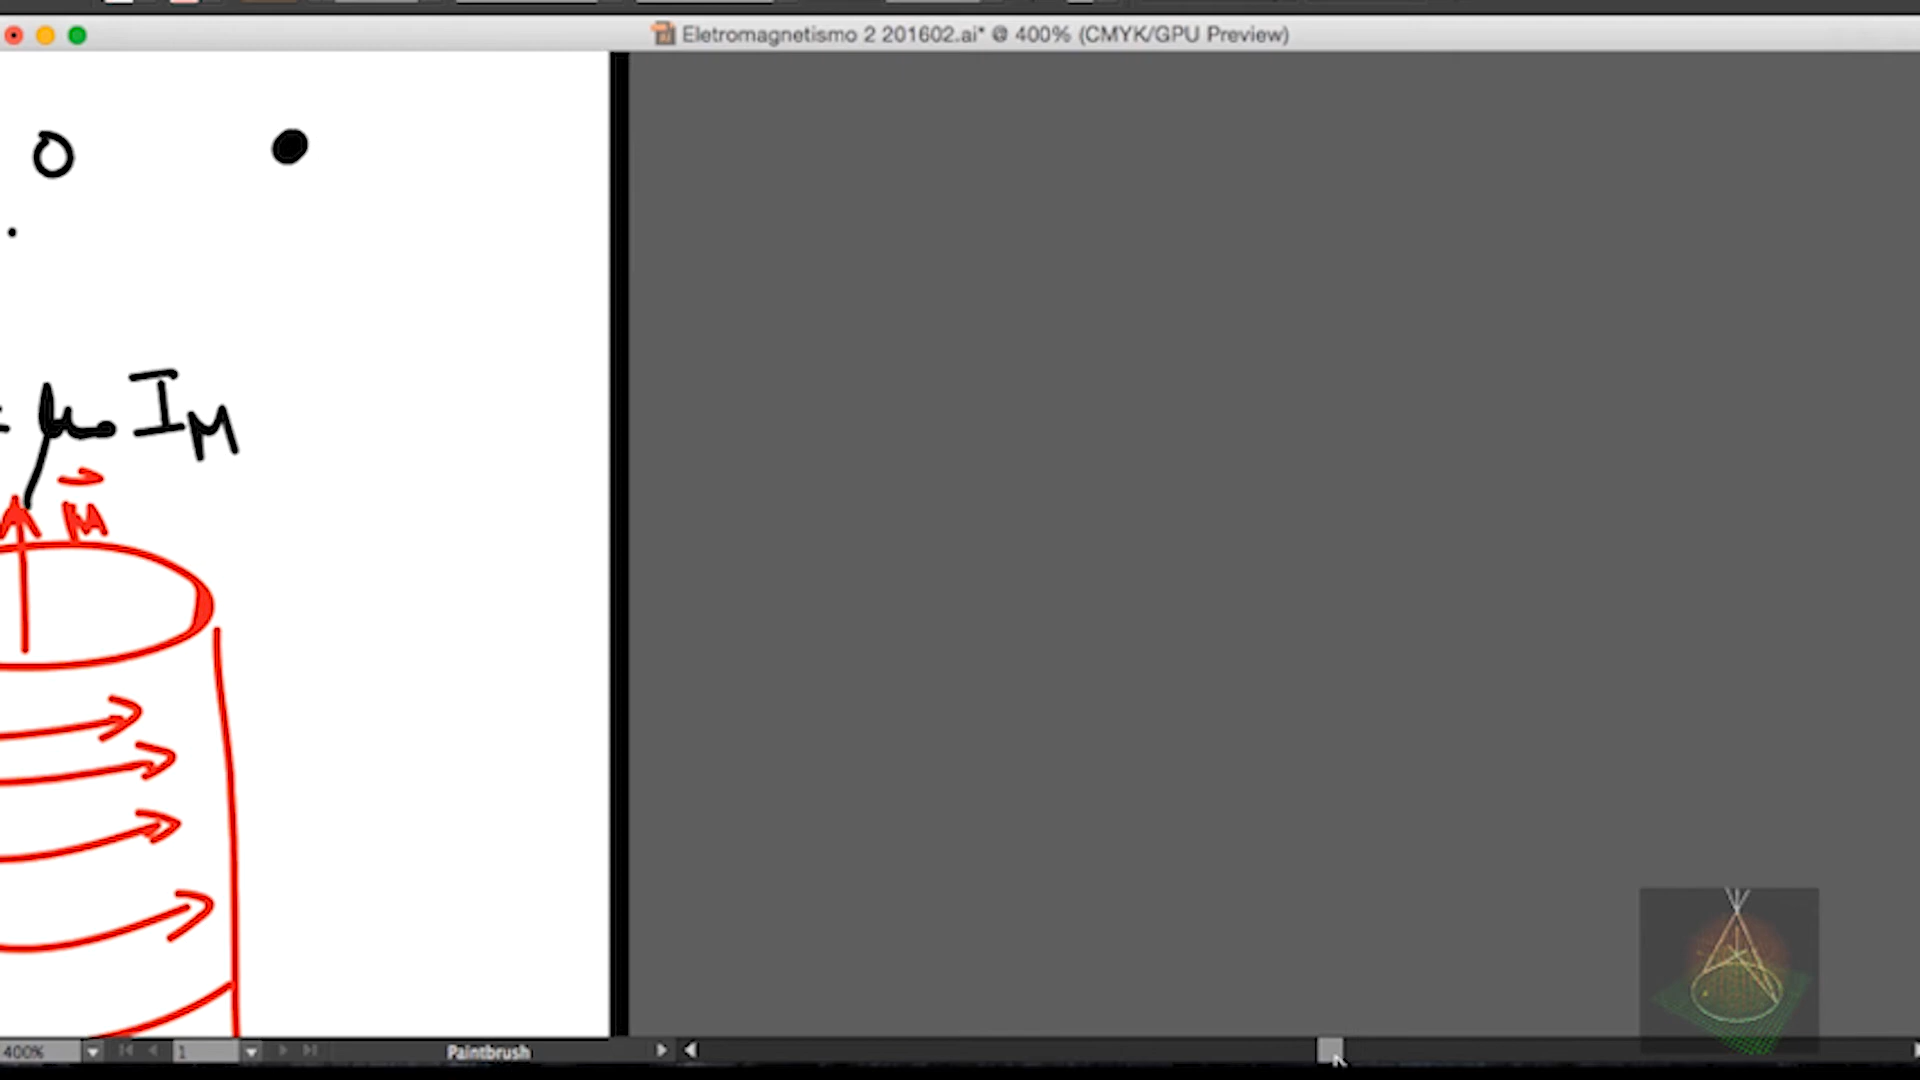 Eletromagnetismo 2 201602.ai* @ 400% (CMYK/GPU Preview)
= μ₀ I_M
M⃗
400%
1
Paintbrush